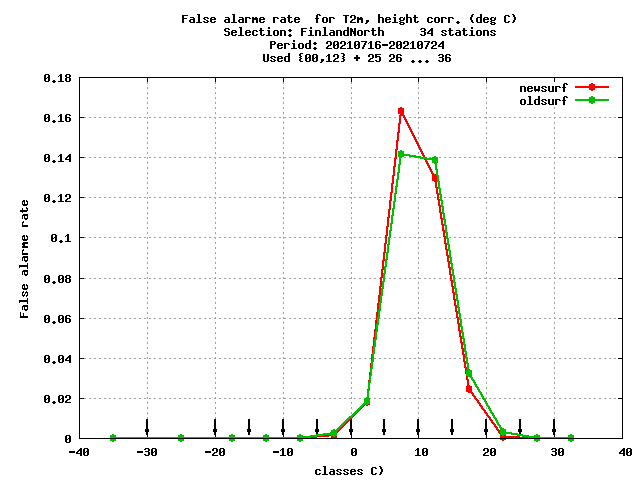 False alarme rate  for T2m, height corr. (deg C)
Selection: FinlandNorth     34 stations
Period: 20210716-20210724
Used {00,12} + 25 26 ... 36
newsurf
oldsurf
0.18
0.16
0.14
0.12
0.1
0.08
0.06
0.04
0.02
0
False alarme rate
-40 -30 -20 -10 0 10 20 30 40
classes C)